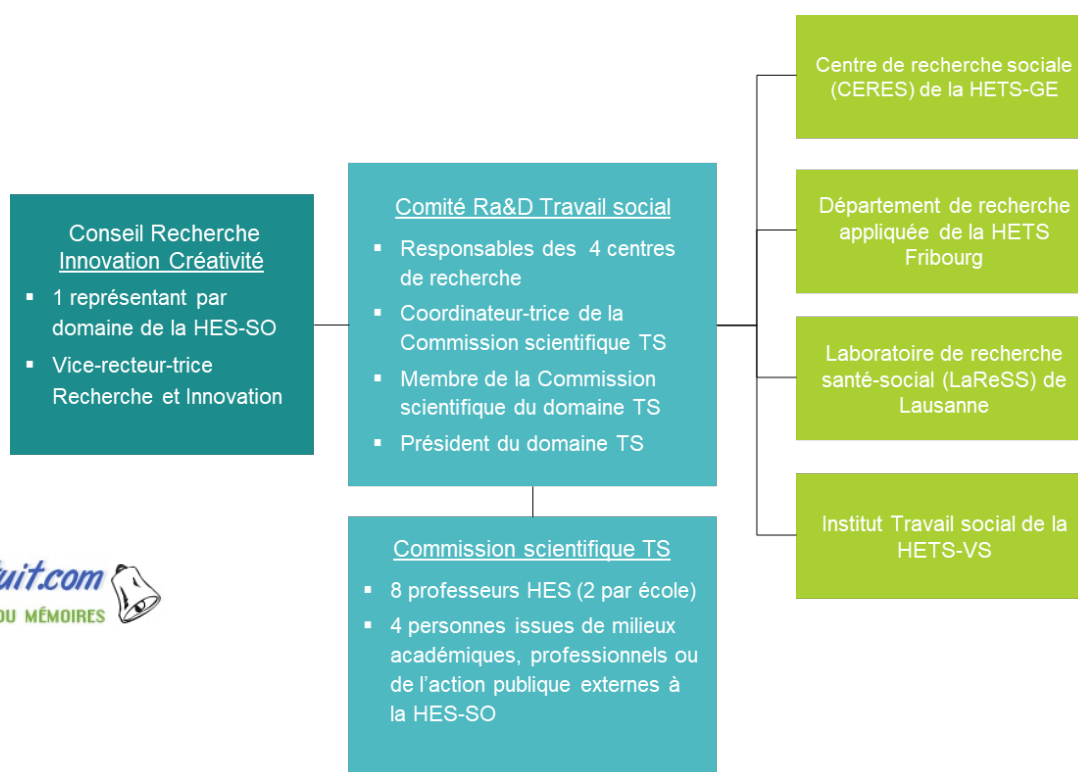 Conseil Recherche
Innovation Créativité
▪ 1 représentant par
domaine de la HES-SO
▪ Vice-recteur-trice
Recherche et Innovation
Comité Ra&D Travail social
▪ Responsables des 4 centres
de recherche
▪ Coordinateur-trice de la
Commission scientifique TS
▪ Membre de la Commission
scientifique du domaine TS
▪ Président du domaine TS
Commission scientifique TS
▪ 8 professeurs HES (2 par école)
▪ 4 personnes issues de milieux
académiques, professionnels ou
de l'action publique externes à
la HES-SO
Centre de recherche sociale
(CERES) de la HETS-GE
Département de recherche
appliquée de la HETS
Fribourg
Laboratoire de recherche
santé-social (LaReSS) de
Lausanne
Institut Travail social de la
HETS-VS
uit.com
OU MÉMOIRES